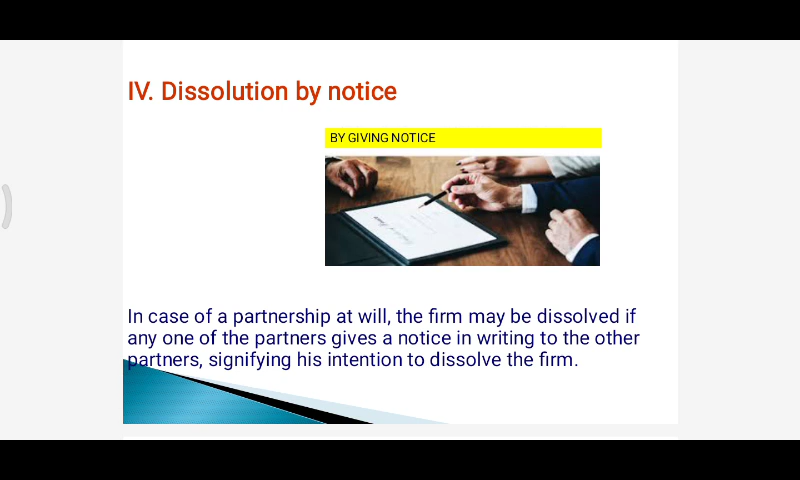 IV. Dissolution by notice
BY GIVING NOTICE
In case of a partnership at will, the firm may be dissolved if
any one of the partners gives a notice in writing to the other
partners, signifying his intention to dissolve the firm.